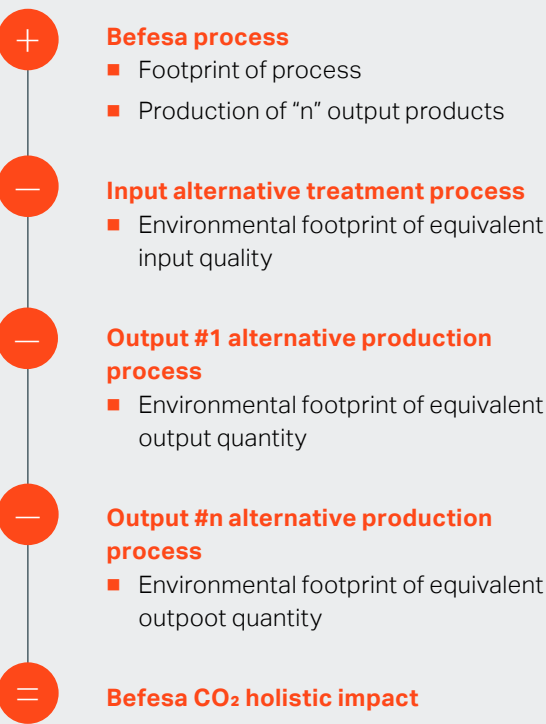 +
Befesa process
■ Footprint of process
■ Production of “n” output products
—
Input alternative treatment process
■ Environmental footprint of equivalent
input quality
—
Output #1 alternative production
process
■ Environmental footprint of equivalent
output quantity
—
Output #n alternative production
process
■ Environmental footprint of equivalent
outpoot quantity
=
Befesa CO₂ holistic impact